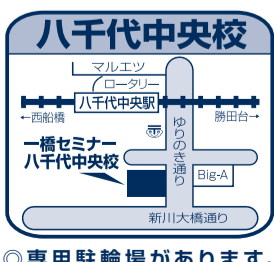 八千代中央校
マルエツ
ロータリー
八千代中央駅
←西船橋
勝田台→
ゆりのき通り
一橋セミナー
八千代中央校
Big-A
新川大橋通り
◎専用駐輪場があります。